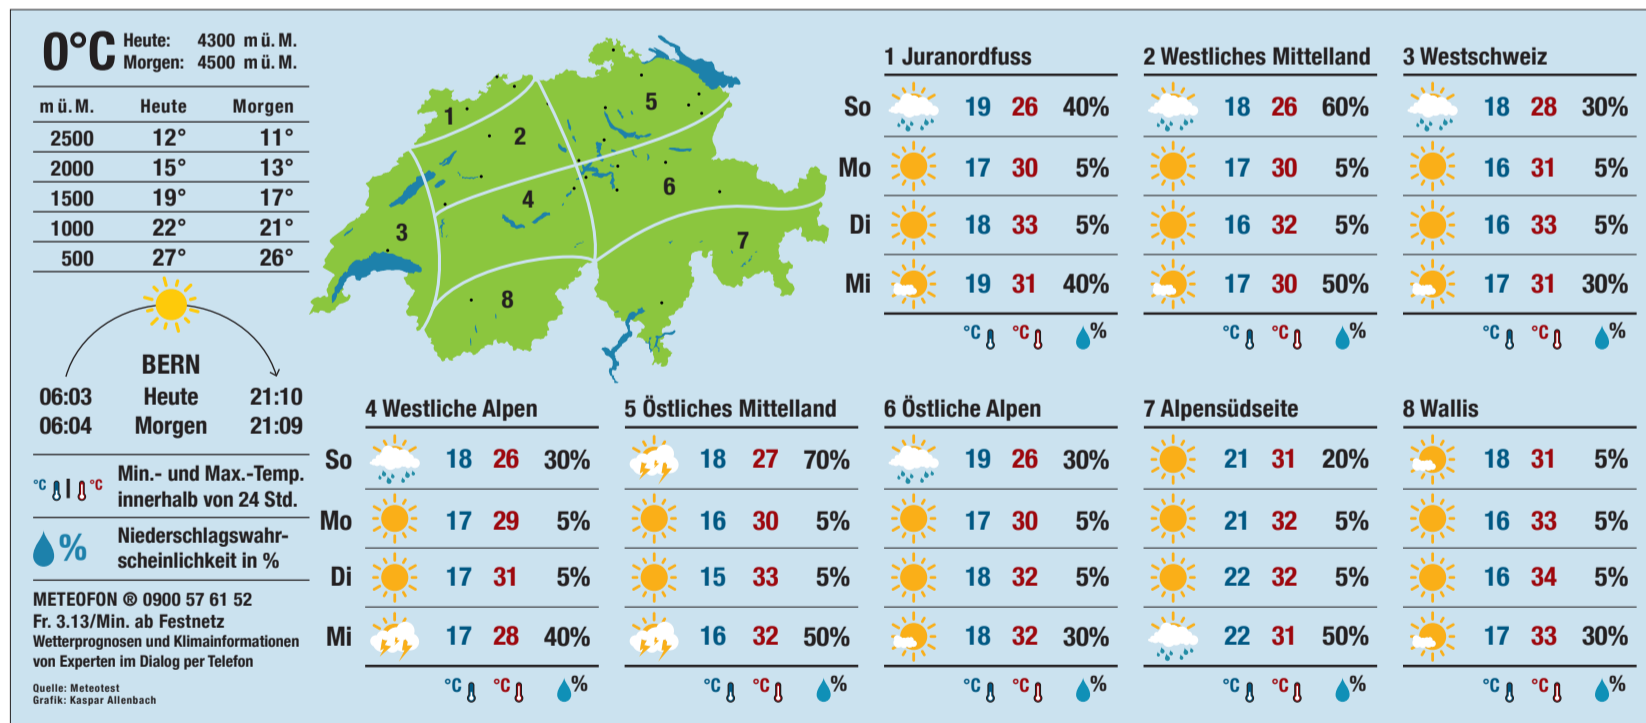 0°C
Heute: 4300 m ü. M.
Morgen: 4500 m ü. M.
m ü. M. Heute Morgen
2500 12° 11°
2000 15° 13°
1500 19° 17°
1000 22° 21°
500 27° 26°
BERN
06:03 Heute 21:10
06:04 Morgen 21:09
°C | °C Min.- und Max.-Temp.
innerhalb von 24 Std.
% Niederschlagswahr-
scheinlichkeit in %
METEOFON ® 0900 57 61 52
Fr. 3.13/Min. ab Festnetz
Wetterprognosen und Klimainformationen
von Experten im Dialog per Telefon
Quelle: Meteotest
Grafik: Kaspar Allenbach
1
2
3
4
5
6
7
8
1 Juranordfuss 2 Westliches Mittelland 3 Westschweiz
So 19 26 40% 18 26 60% 18 28 30%
Mo 17 30 5% 17 30 5% 16 31 5%
Di 18 33 5% 16 32 5% 16 33 5%
Mi 19 31 40% 17 30 50% 17 31 30%
°C °C % °C °C % °C °C %
4 Westliche Alpen 5 Östliches Mittelland 6 Östliche Alpen 7 Alpensüdseite 8 Wallis
So 18 26 30% 18 27 70% 19 26 30% 21 31 20% 18 31 5%
Mo 17 29 5% 16 30 5% 17 30 5% 21 32 5% 16 33 5%
Di 17 31 5% 15 33 5% 18 32 5% 22 32 5% 16 34 5%
Mi 17 28 40% 16 32 50% 18 32 30% 22 31 50% 17 33 30%
°C °C % °C °C % °C °C % °C °C % °C °C %